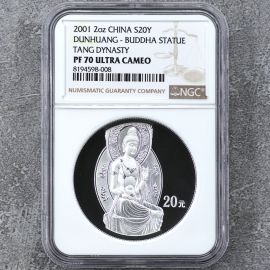 2001 2oz CHINA S20Y
DUNHUANG - BUDDHA STATUE
TANG DYNASTY
PF 70 ULTRA CAMEO
8194598-008
NUMISMATIC GUARANTY COMPANY
NGC
20元